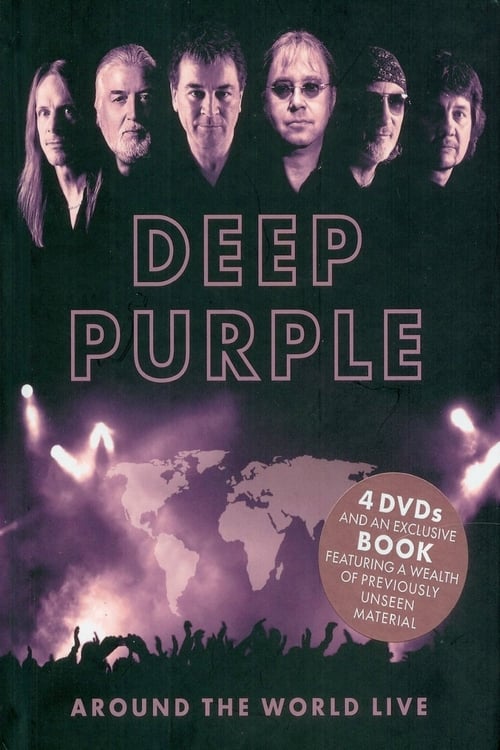 DEEP
PURPLE
4 DVDs
AND AN EXCLUSIVE
BOOK
FEATURING A WEALTH
OF PREVIOUSLY
UNSEEN
MATERIAL
AROUND THE WORLD LIVE